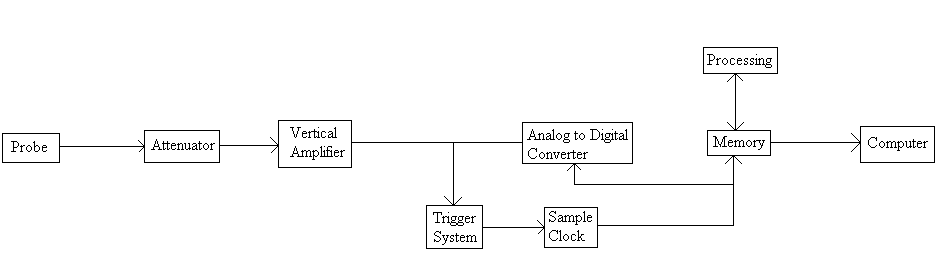 Probe
Attenuator
Vertical
Amplifier
Analog to Digital
Converter
Trigger
System
Sample
Clock
Processing
Memory
Computer